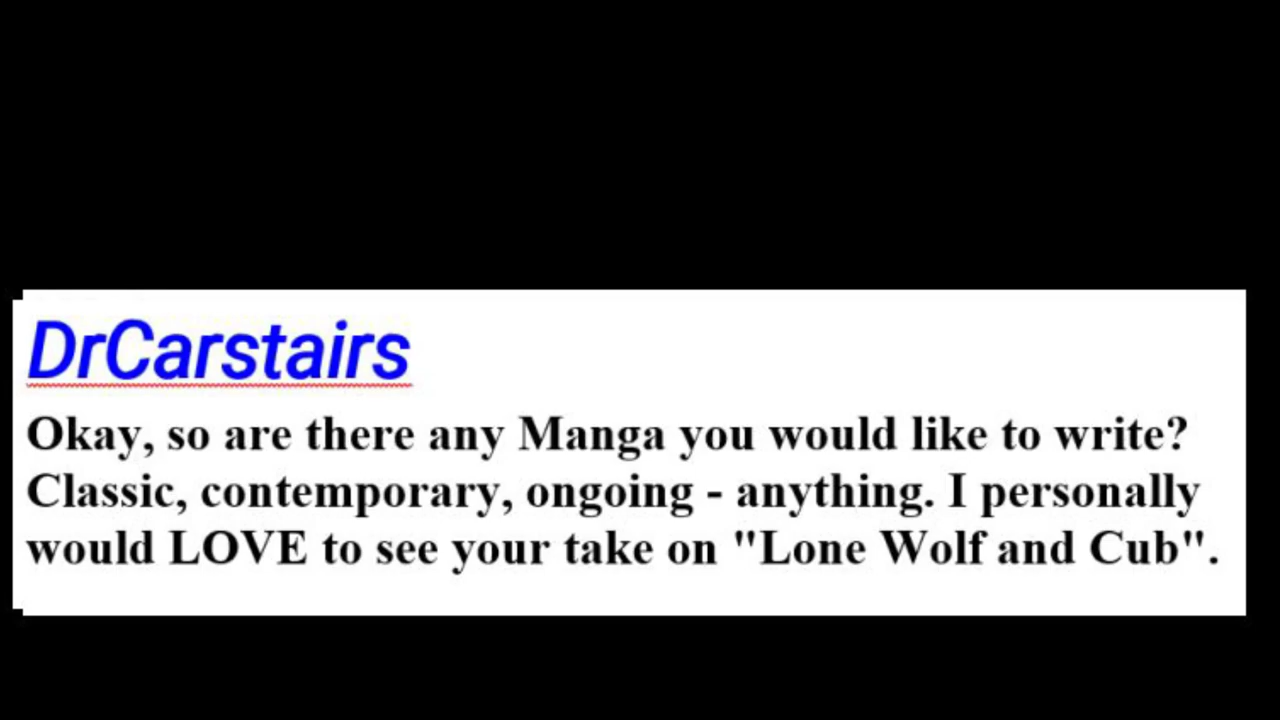 DrCarstairs
Okay, so are there any Manga you would like to write?
Classic, contemporary, ongoing - anything. I personally
would LOVE to see your take on "Lone Wolf and Cub".